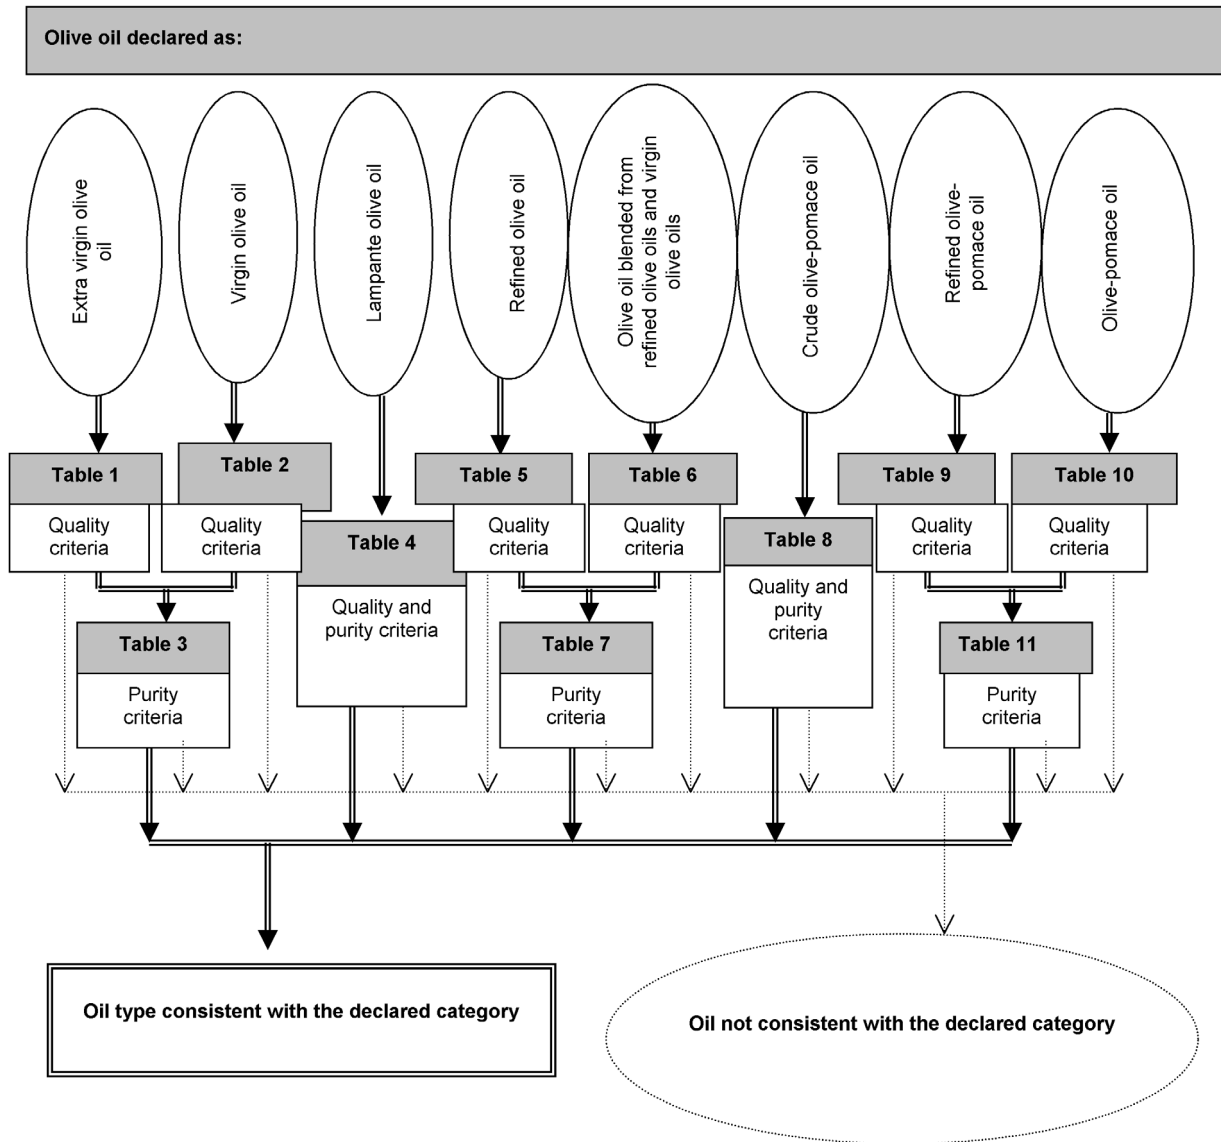 Olive oil declared as:
Extra virgin olive
oil
Virgin olive oil
Lampante olive oil
Refined olive oil
Olive oil blended from
refined olive oils and virgin
olive oils
Crude olive-pomace oil
Refined olive-
pomace oil
Olive-pomace oil
Table 1
Quality
criteria
Table 2
Quality
criteria
Table 3
Purity
criteria
Table 4
Quality and
purity criteria
Table 5
Quality
criteria
Table 6
Quality
criteria
Table 7
Purity
criteria
Table 8
Quality and
purity
criteria
Table 9
Quality
criteria
Table 10
Quality
criteria
Table 11
Purity
criteria
Oil type consistent with the declared category
Oil not consistent with the declared category